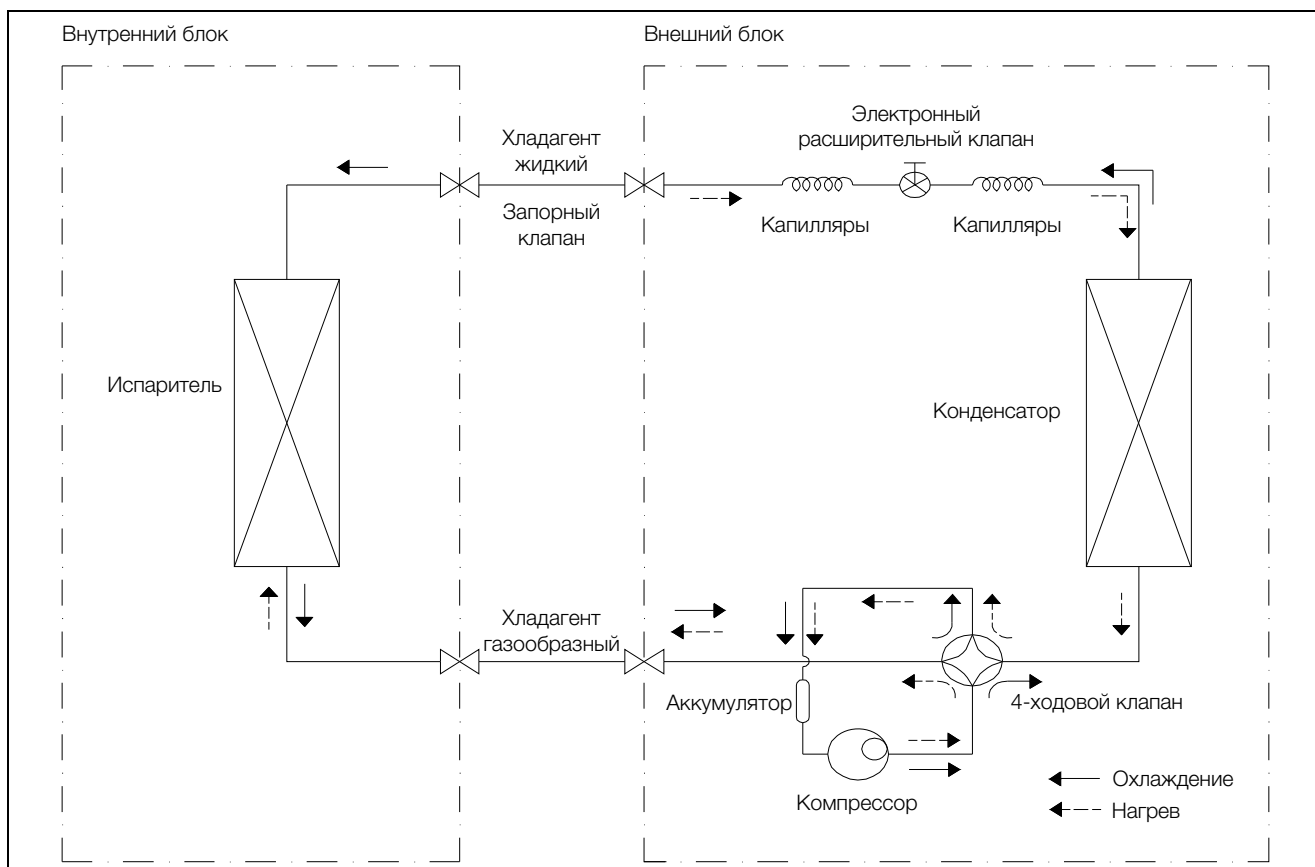 Внутренний блок
Внешний блок
Электронный
расширительный клапан
Хладагент
жидкий
Запорный
клапан
Капилляры
Капилляры
Испаритель
Конденсатор
Хладагент
газообразный
Аккумулятор
4-ходовой клапан
Компрессор
Охлаждение
Нагрев